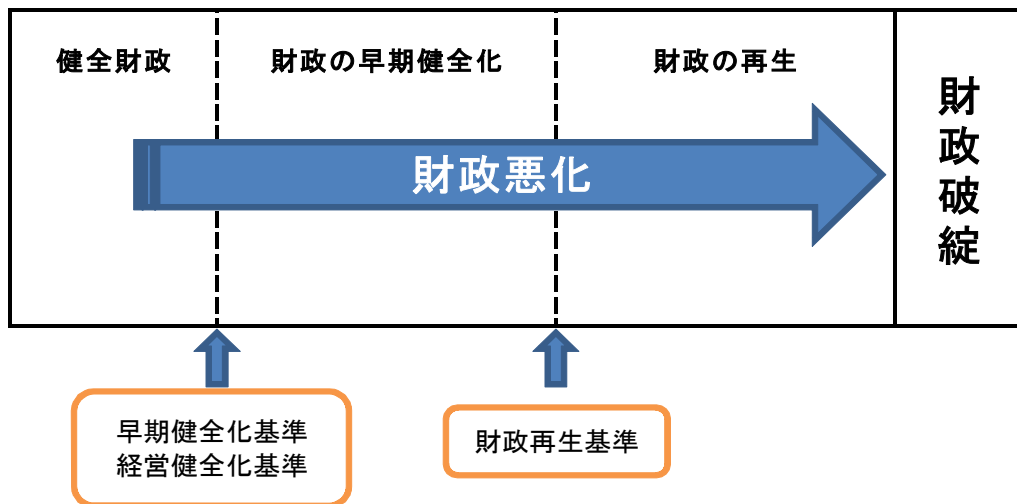 健全財政
財政の早期健全化
財政の再生
財政悪化
財政破綻
早期健全化基準
経営健全化基準
財政再生基準